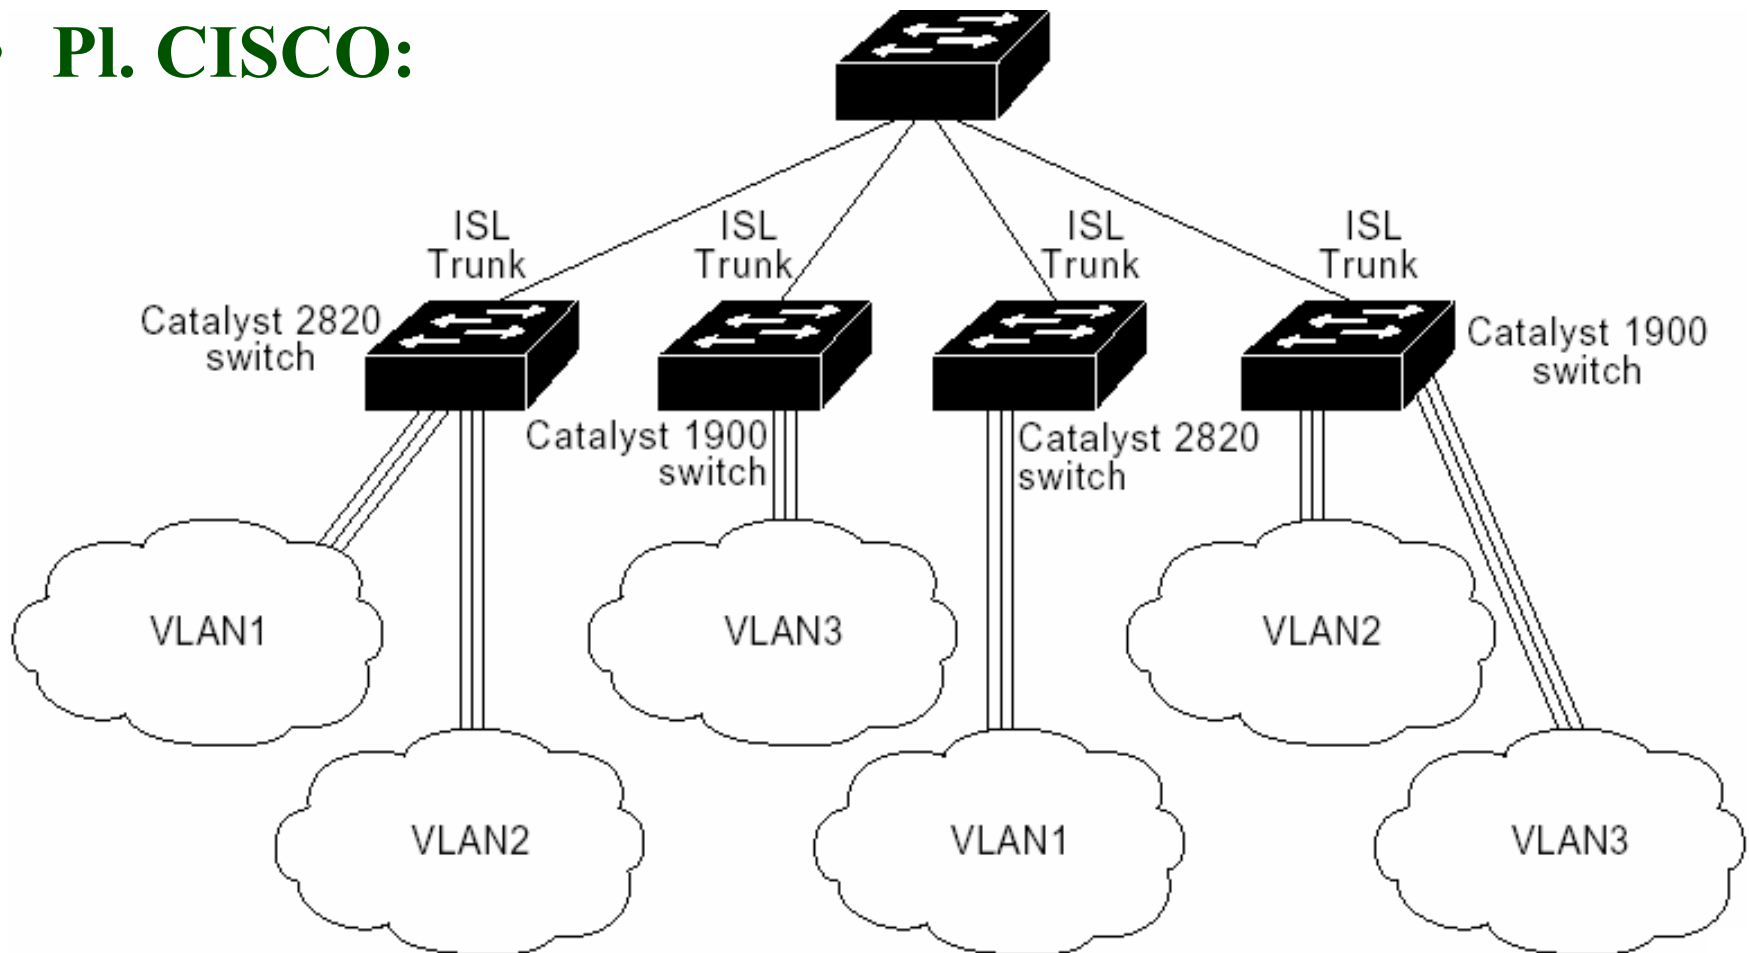 • Pl. CISCO:
ISL
Trunk
ISL
Trunk
ISL
Trunk
ISL
Trunk
Catalyst 2820
switch
Catalyst 1900
switch
Catalyst 2820
switch
Catalyst 1900
switch
VLAN1
VLAN3
VLAN2
VLAN2
VLAN1
VLAN3